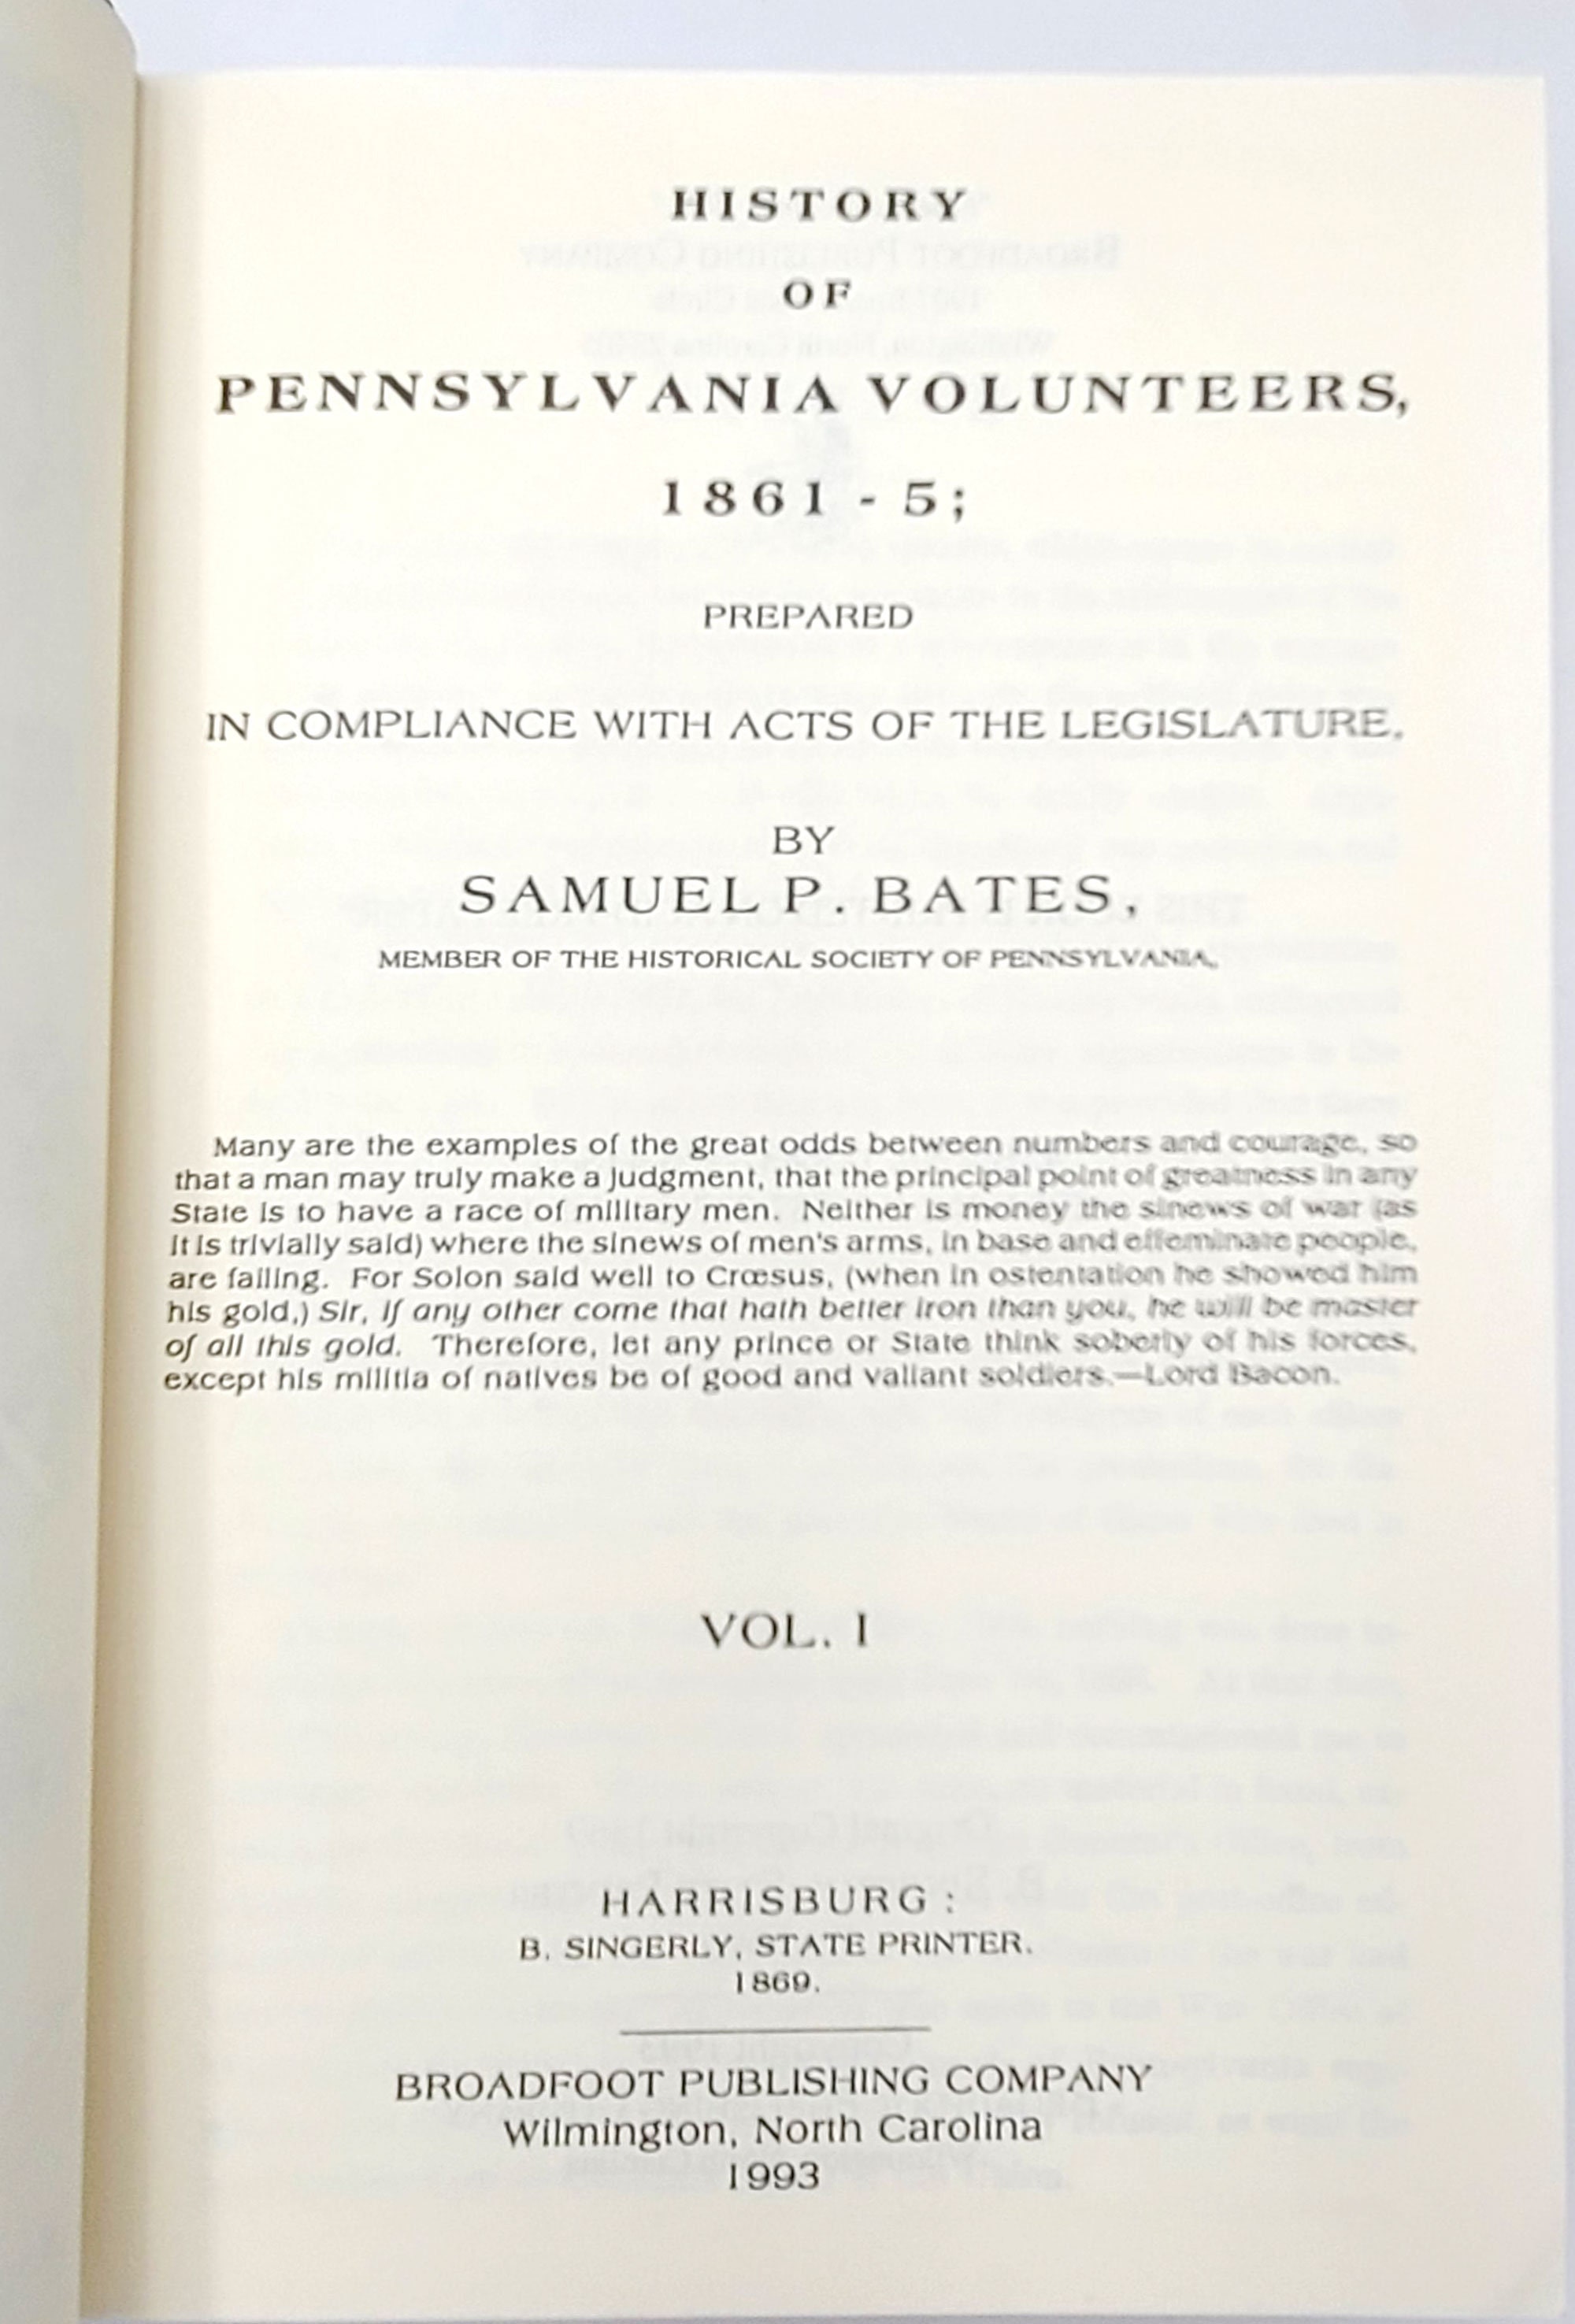 HISTORY
OF
PENNSYLVANIA VOLUNTEERS,
1861 - 5;
PREPARED
IN COMPLIANCE WITH ACTS OF THE LEGISLATURE,
BY
SAMUEL P. BATES,
MEMBER OF THE HISTORICAL SOCIETY OF PENNSYLVANIA,
Many are the examples of the great odds between numbers and courage, so
that a man may truly make a judgment, that the principal point of greatness in any
State is to have a race of military men. Neither is money the sinews of war (as
it is trivially said) where the sinews of men's arms, in base and effeminate people,
are failing. For Solon said well to Crœsus, (when in ostentation he showed him
his gold,) Sir, if any other come that hath better iron than you, he will be master
of all this gold. Therefore, let any prince or State think soberly of his forces,
except his militia of natives be of good and valiant soldiers.—Lord Bacon.
VOL. I
HARRISBURG :
B. SINGERLY, STATE PRINTER.
1869.
BROADFOOT PUBLISHING COMPANY
Wilmington, North Carolina
1993